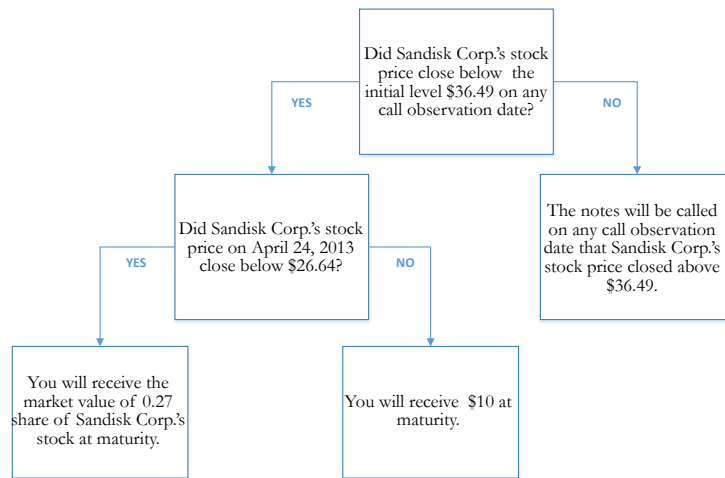 Did Sandisk Corp.'s stock
price close below the
initial level $36.49 on any
call observation date?
YES
NO
Did Sandisk Corp.'s stock
price on April 24, 2013
close below $26.64?
The notes will be called
on any call observation
date that Sandisk Corp.'s
stock price closed above
$36.49.
YES
NO
You will receive the
market value of 0.27
share of Sandisk Corp.'s
stock at maturity.
You will receive $10 at
maturity.